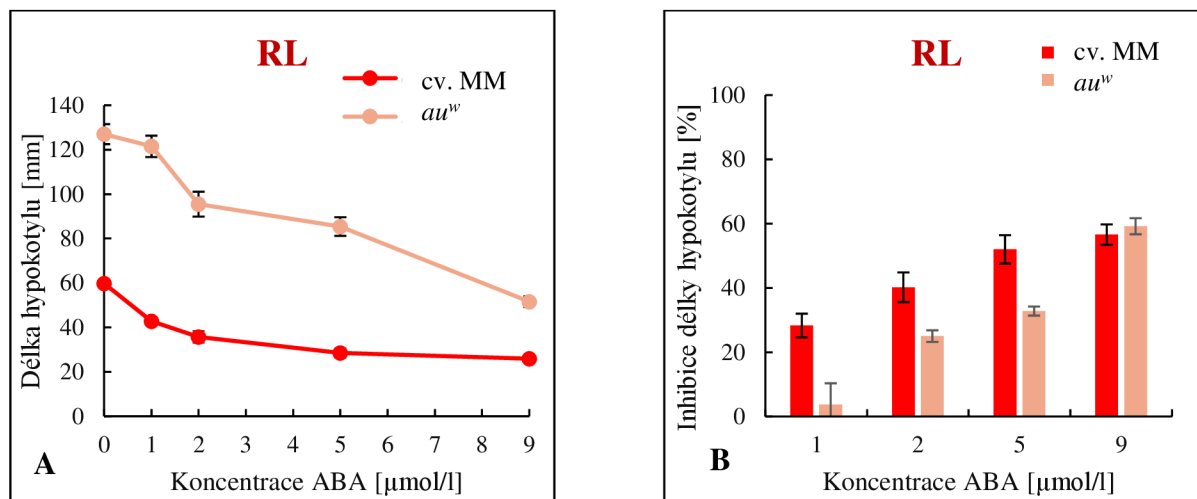 RL
cv. MM
au^w
Délka hypokotylu [mm]
140
120
100
80
60
40
20
0
0 1 2 3 4 5 6 7 8 9
Koncentrace ABA [µmol/l]
A
RL
cv. MM
au^w
Inhibice délky hypokotylu [%]
100
80
60
40
20
0
1 2 5 9
Koncentrace ABA [µmol/l]
B